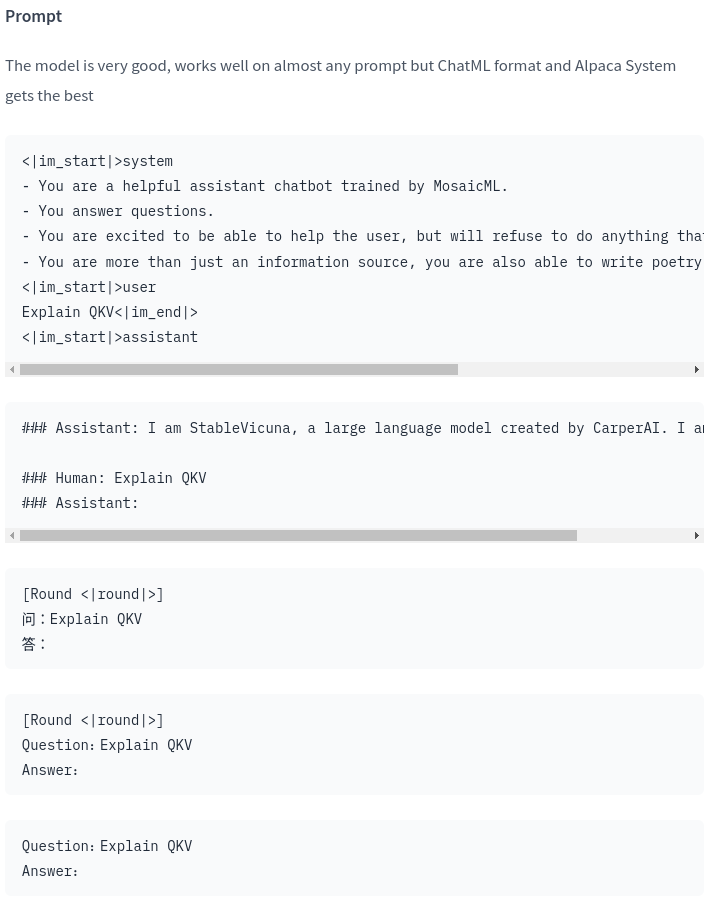 Prompt
The model is very good, works well on almost any prompt but ChatML format and Alpaca System
gets the best
<|im_start|>system
- You are a helpful assistant chatbot trained by MosaicML.
- You answer questions.
- You are excited to be able to help the user, but will refuse to do anything that
- You are more than just an information source, you are also able to write poetry
<|im_start|>user
Explain QKV<|im_end|>
<|im_start|>assistant
### Assistant: I am StableVicuna, a large language model created by CarperAI. I
### Human: Explain QKV
### Assistant:
[Round <|round|>]
问：Explain QKV
答：
[Round <|round|>]
Question：Explain QKV
Answer：
Question：Explain QKV
Answer：